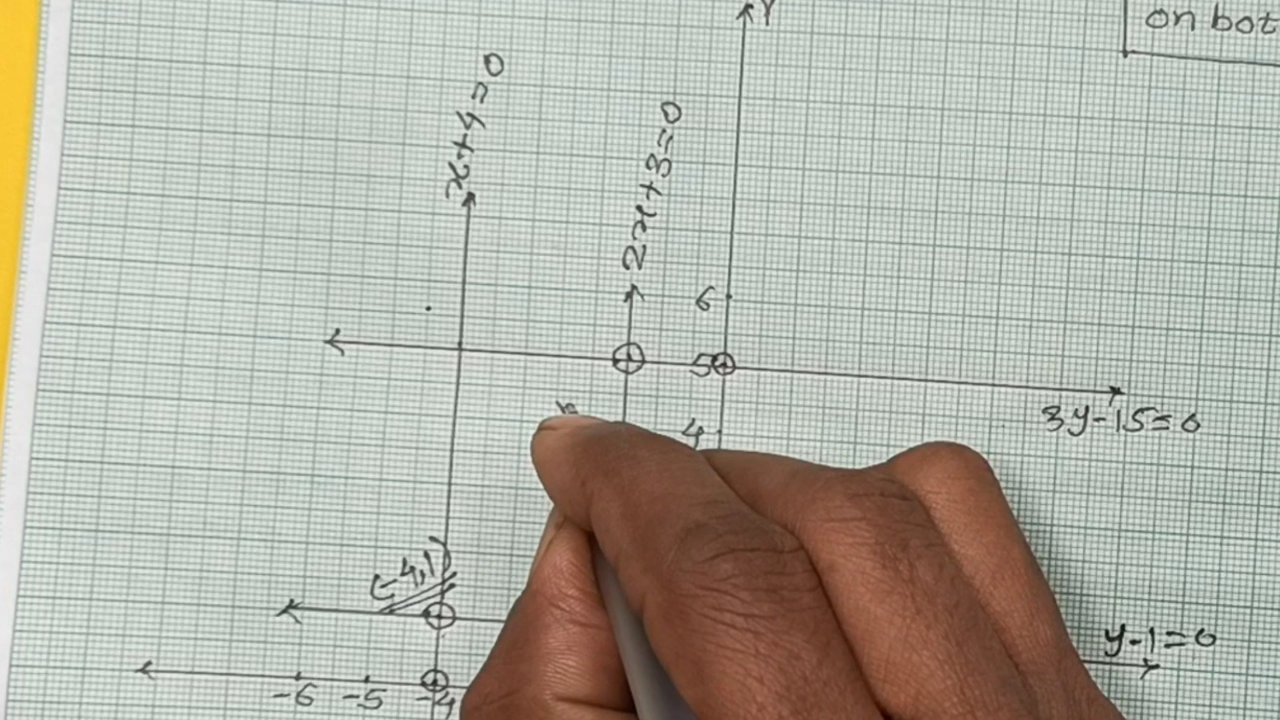 Y
on bot
x+4=0
2x+3=0
6
5
4
3y-15=0
(-4,1)
y-1=0
-6 -5 -4